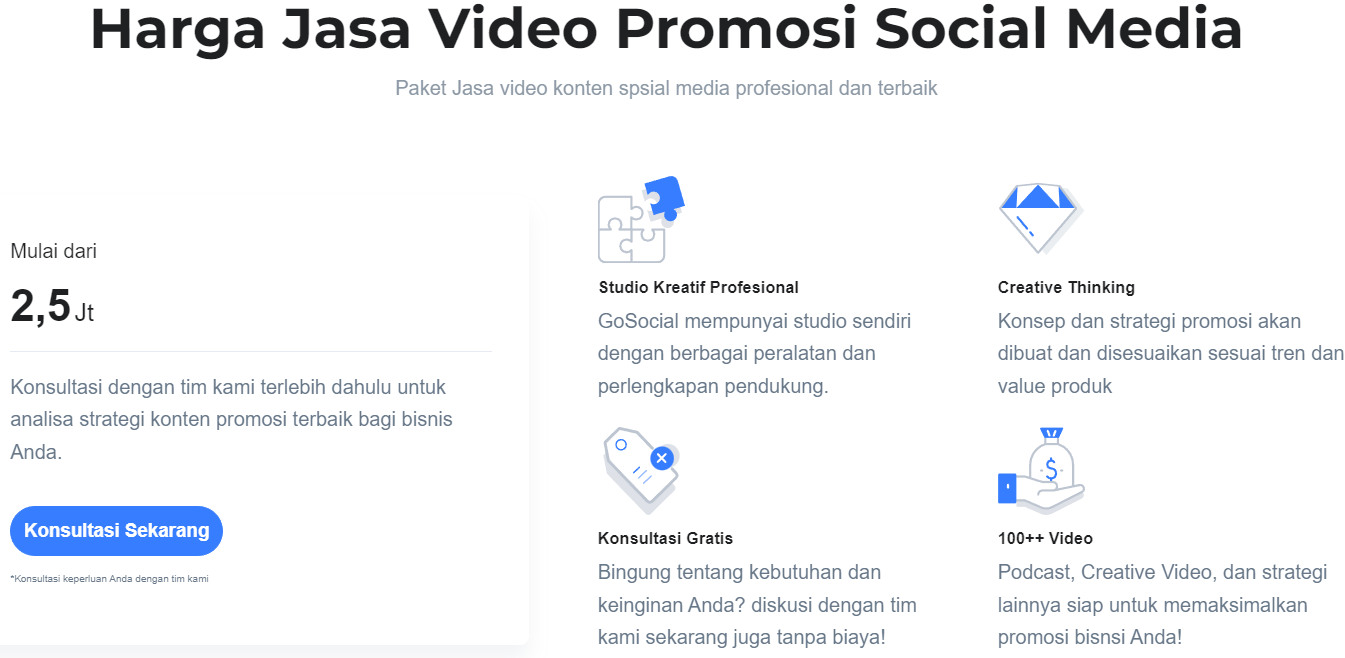 Harga Jasa Video Promosi Social Media
Paket Jasa video konten spsial media profesional dan terbaik
Mulai dari
2,5 Jt
Konsultasi dengan tim kami terlebih dahulu untuk
analisa strategi konten promosi terbaik bagi bisnis
Anda.
Konsultasi Sekarang
*Konsultasi keperluan Anda dengan tim kami
Studio Kreatif Profesional
GoSocial mempunyai studio sendiri
dengan berbagai peralatan dan
perlengkapan pendukung.
Creative Thinking
Konsep dan strategi promosi akan
dibuat dan disesuaikan sesuai tren dan
value produk
Konsultasi Gratis
Bingung tentang kebutuhan dan
keinginan Anda? diskusi dengan tim
kami sekarang juga tanpa biaya!
$
100++ Video
Podcast, Creative Video, dan strategi
lainnya siap untuk memaksimalkan
promosi bisnsi Anda!